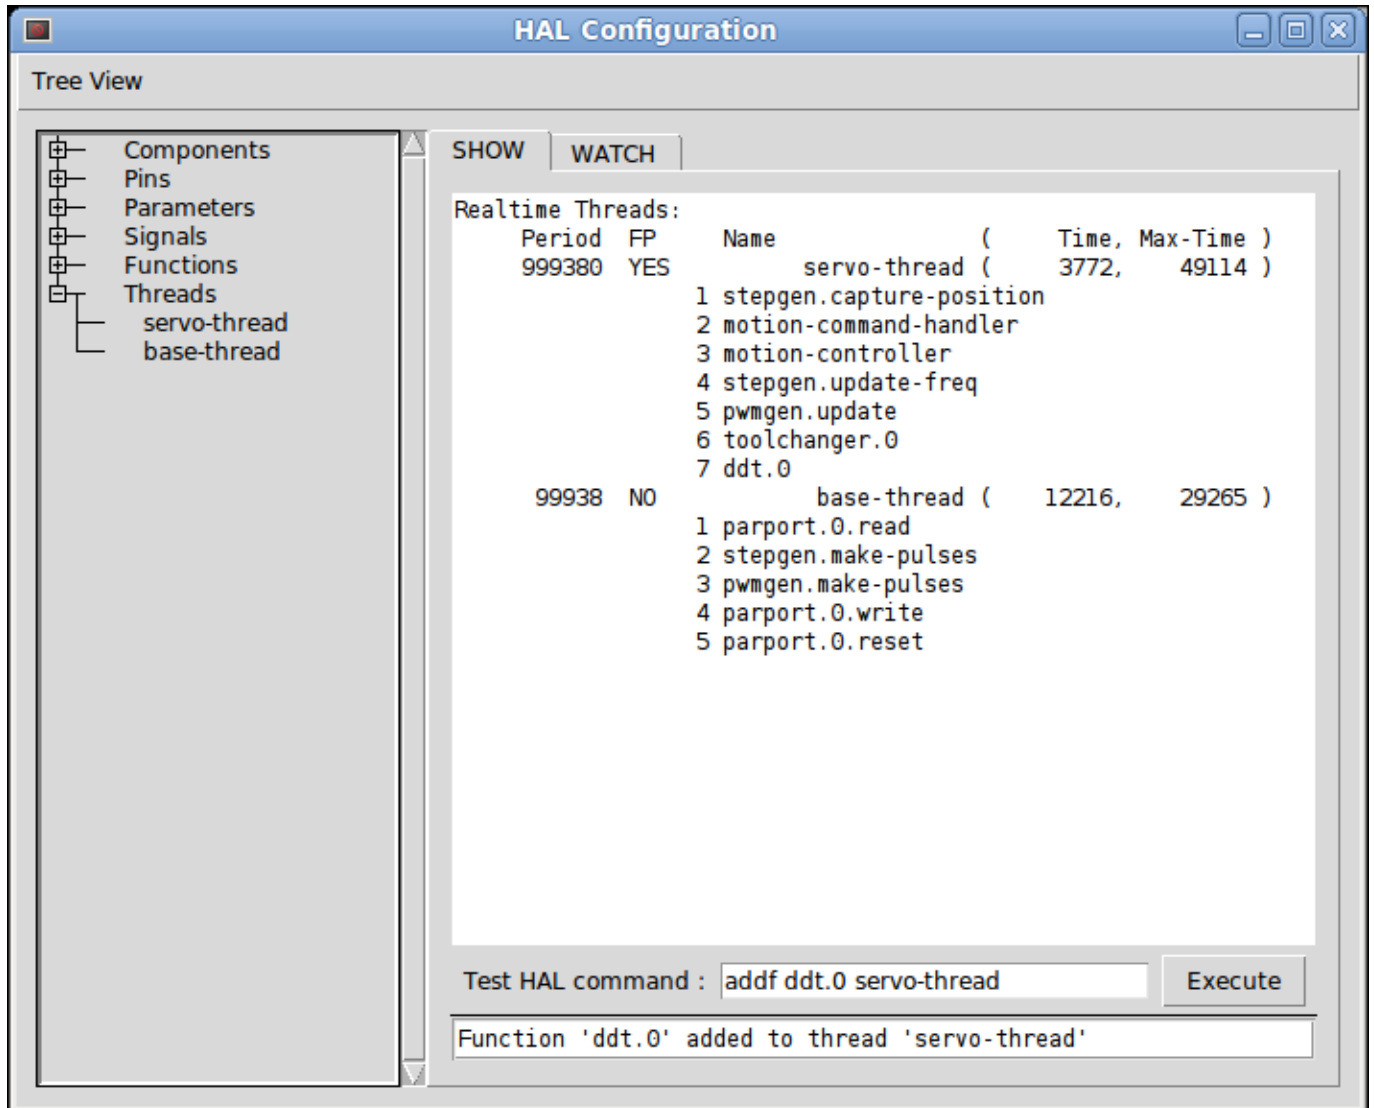 HAL Configuration
Tree View
Components
Pins
Parameters
Signals
Functions
Threads
servo-thread
base-thread
SHOW WATCH
Realtime Threads:
Period FP Name ( Time, Max-Time )
999380 YES servo-thread ( 3772, 49114 )
1 stepgen.capture-position
2 motion-command-handler
3 motion-controller
4 stepgen.update-freq
5 pwmgen.update
6 toolchanger.0
7 ddt.0
99938 NO base-thread ( 12216, 29265 )
1 parport.0.read
2 stepgen.make-pulses
3 pwmgen.make-pulses
4 parport.0.write
5 parport.0.reset
Test HAL command : addf ddt.0 servo-thread Execute
Function 'ddt.0' added to thread 'servo-thread'